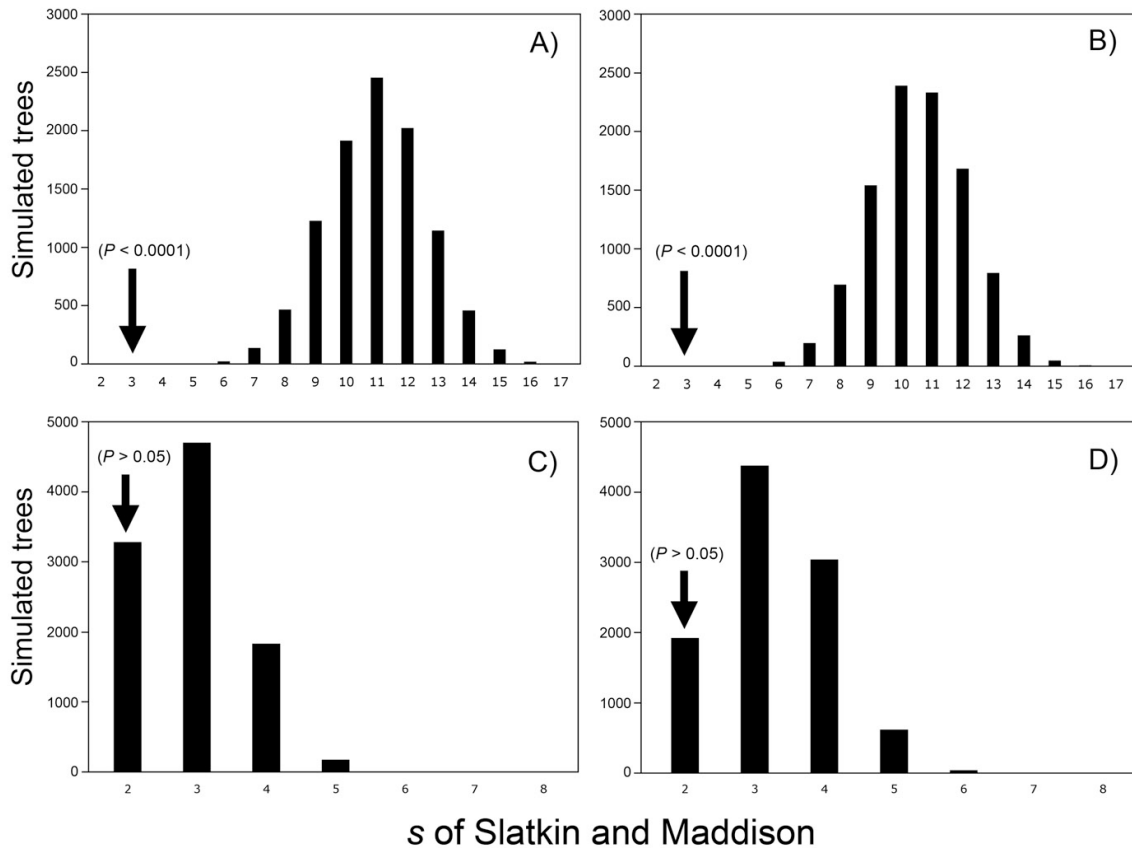 Simulated trees
3000
2500
2000
1500
1000
500
0
A)
(P < 0.0001)
2 3 4 5 6 7 8 9 10 11 12 13 14 15 16 17
3000
2500
2000
1500
1000
500
0
B)
(P < 0.0001)
2 3 4 5 6 7 8 9 10 11 12 13 14 15 16 17
Simulated trees
5000
4000
3000
2000
1000
0
C)
(P > 0.05)
2 3 4 5 6 7 8
5000
4000
3000
2000
1000
0
D)
(P > 0.05)
2 3 4 5 6 7 8
s of Slatkin and Maddison